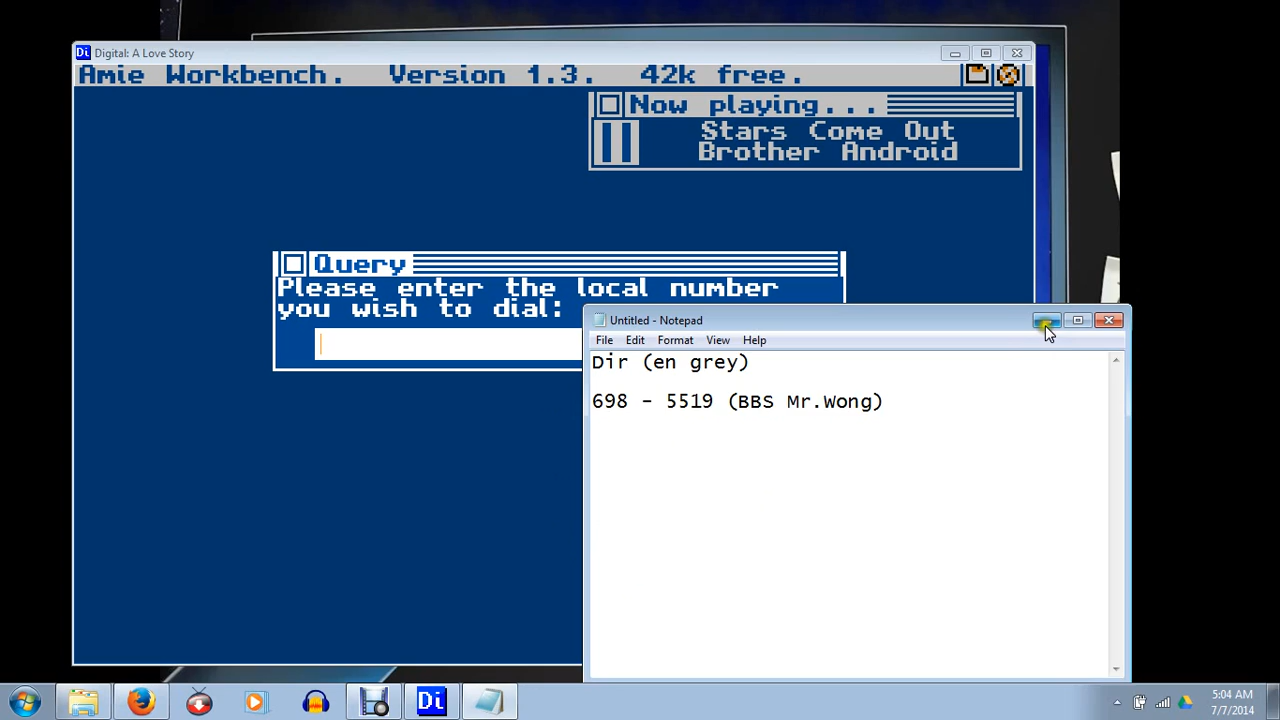 Di Digital: A Love Story
Amie Workbench. Version 1.3. 42k free.
Now playing...
Stars Come Out
Brother Android
Query
Please enter the local number
you wish to dial:
Untitled - Notepad
File Edit Format View Help
Dir (en grey)
698 - 5519 (BBS Mr.Wong)
Di
5:04 AM
7/7/2014